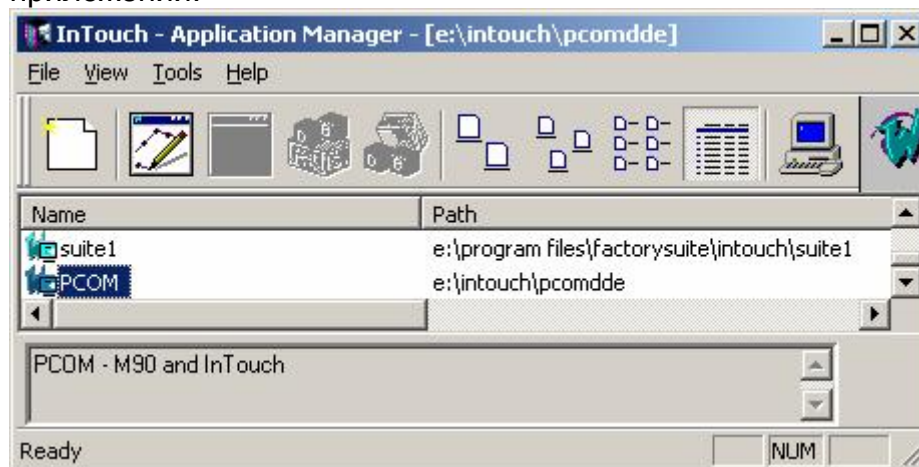 InTouch - Application Manager - [e:\intouch\pcomdde]
File View Tools Help
Name Path
suite1 e:\program files\factorysuite\intouch\suite1
PCOM e:\intouch\pcomdde
PCOM - M90 and InTouch
Ready NUM